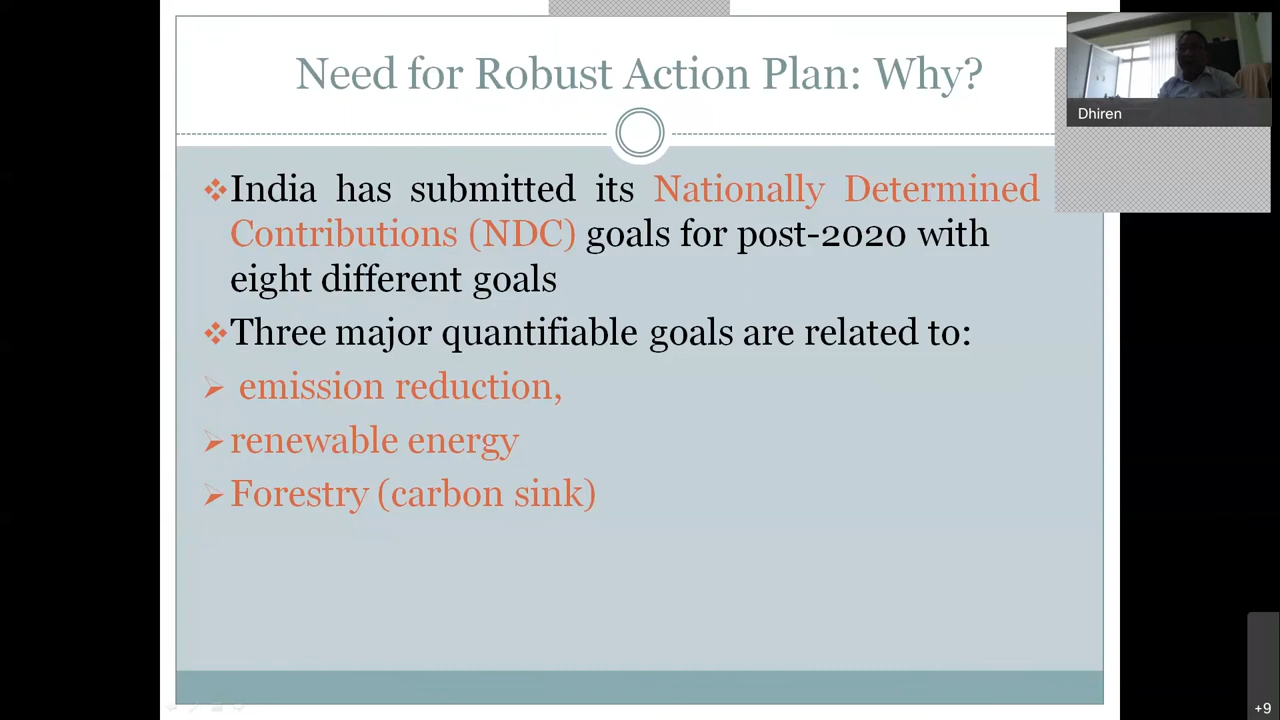 Need for Robust Action Plan: Why?
Dhiren
India has submitted its Nationally Determined
Contributions (NDC) goals for post-2020 with
eight different goals
Three major quantifiable goals are related to:
emission reduction,
renewable energy
Forestry (carbon sink)
+9